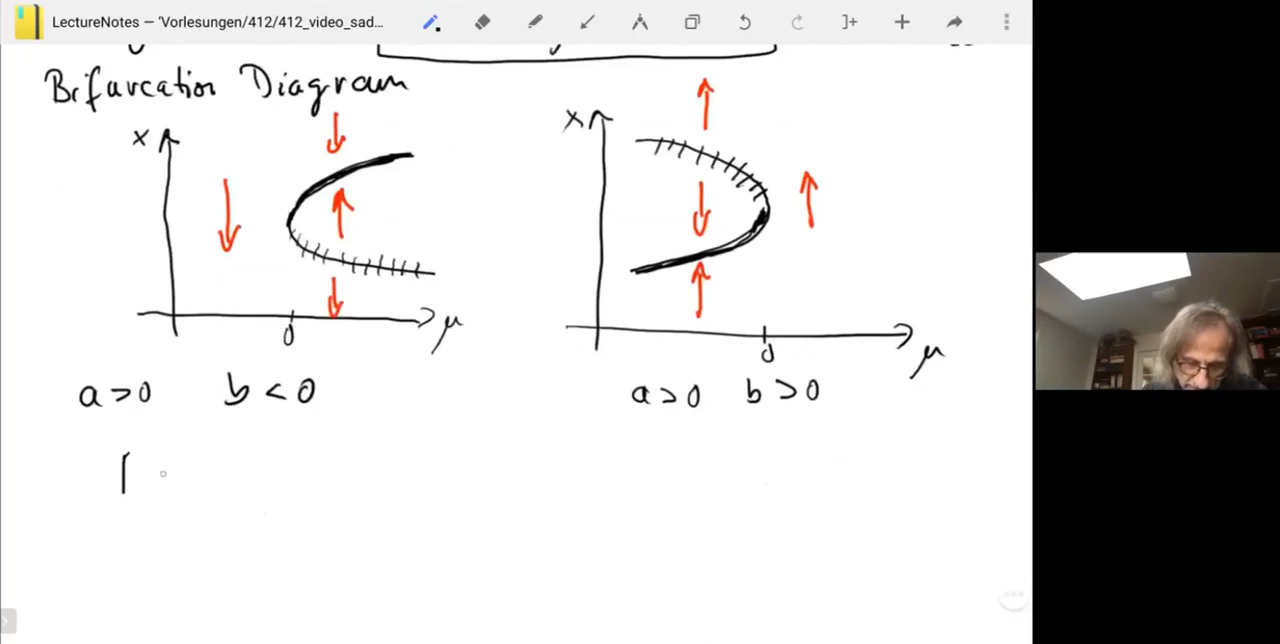 LectureNotes — 'Vorlesungen/412/412_video_sad...
Bifurcation Diagram
x
μ
0
x
μ
0
a > 0 b < 0
a > 0 b > 0